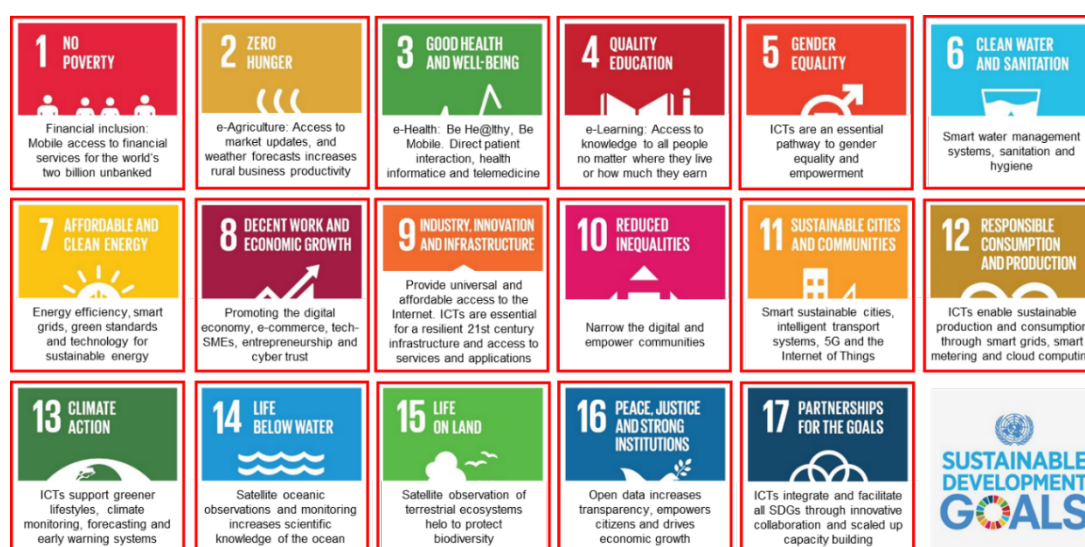 1 NO
POVERTY
Financial inclusion:
Mobile access to financial
services for the world's
two billion unbanked
2 ZERO
HUNGER
e-Agriculture: Access to
market updates, and
weather forecasts increases
rural business productivity
3 GOOD HEALTH
AND WELL-BEING
e-Health: Be He@lthy, Be
Mobile. Direct patient
interaction, health
informatice and telemedicine
4 QUALITY
EDUCATION
e-Learning: Access to
knowledge to all people
no matter where they live
or how much they earn
5 GENDER
EQUALITY
ICTs are an essential
pathway to gender
equality and
empowerment
6 CLEAN WATER
AND SANITATION
Smart water management
systems, sanitation and
hygiene
7 AFFORDABLE AND
CLEAN ENERGY
Energy efficiency, smart
grids, green standards
and technology for
sustainable energy
8 DECENT WORK AND
ECONOMIC GROWTH
Promoting the digital
economy, e-commerce, tech-
SMEs, entrepreneurship and
cyber trust
9 INDUSTRY, INNOVATION
AND INFRASTRUCTURE
Provide universal and
affordable access to the
Internet. ICTs are essential
for a resilient 21st century
infrastructure and access to
services and applications
10 REDUCED
INEQUALITIES
Narrow the digital and
empower communities
11 SUSTAINABLE CITIES
AND COMMUNITIES
Smart sustainable cities,
intelligent transport
systems, 5G and the
Internet of Things
12 RESPONSIBLE
CONSUMPTION
AND PRODUCTION
ICTs enable sustainable
production and consumption
through smart grids, smart
metering and cloud computin
13 CLIMATE
ACTION
ICTs support greener
lifestyles, climate
monitoring, forecasting and
early warning systems
14 LIFE
BELOW WATER
Satellite oceanic
observations and monitoring
increases scientific
knowledge of the ocean
15 LIFE
ON LAND
Satellite observation of
terrestrial ecosystems
helo to protect
biodiversity
16 PEACE, JUSTICE
AND STRONG
INSTITUTIONS
Open data increases
transparency, empowers
citizens and drives
economic growth
17 PARTNERSHIPS
FOR THE GOALS
ICTs integrate and facilitate
all SDGs through innovative
collaboration and scaled up
capacity building
SUSTAINABLE
DEVELOPMENT
GOALS